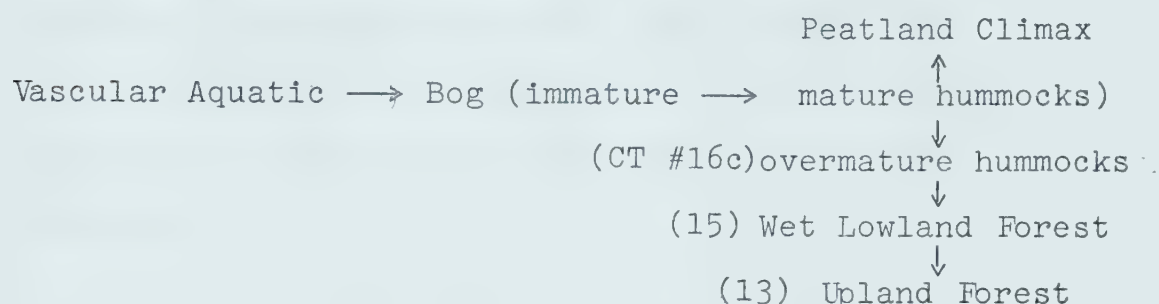 Peatland Climax
↑
Vascular Aquatic → Bog (immature → mature hummocks)
↓
(CT #16c) overmature hummocks
↓
(15) Wet Lowland Forest
↓
(13) Upland Forest